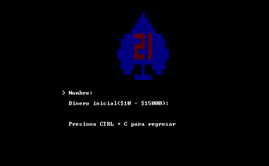 21
> Nombre:
Dinero inicial($10 - $15000):
Presiona CTRL + C para regresar